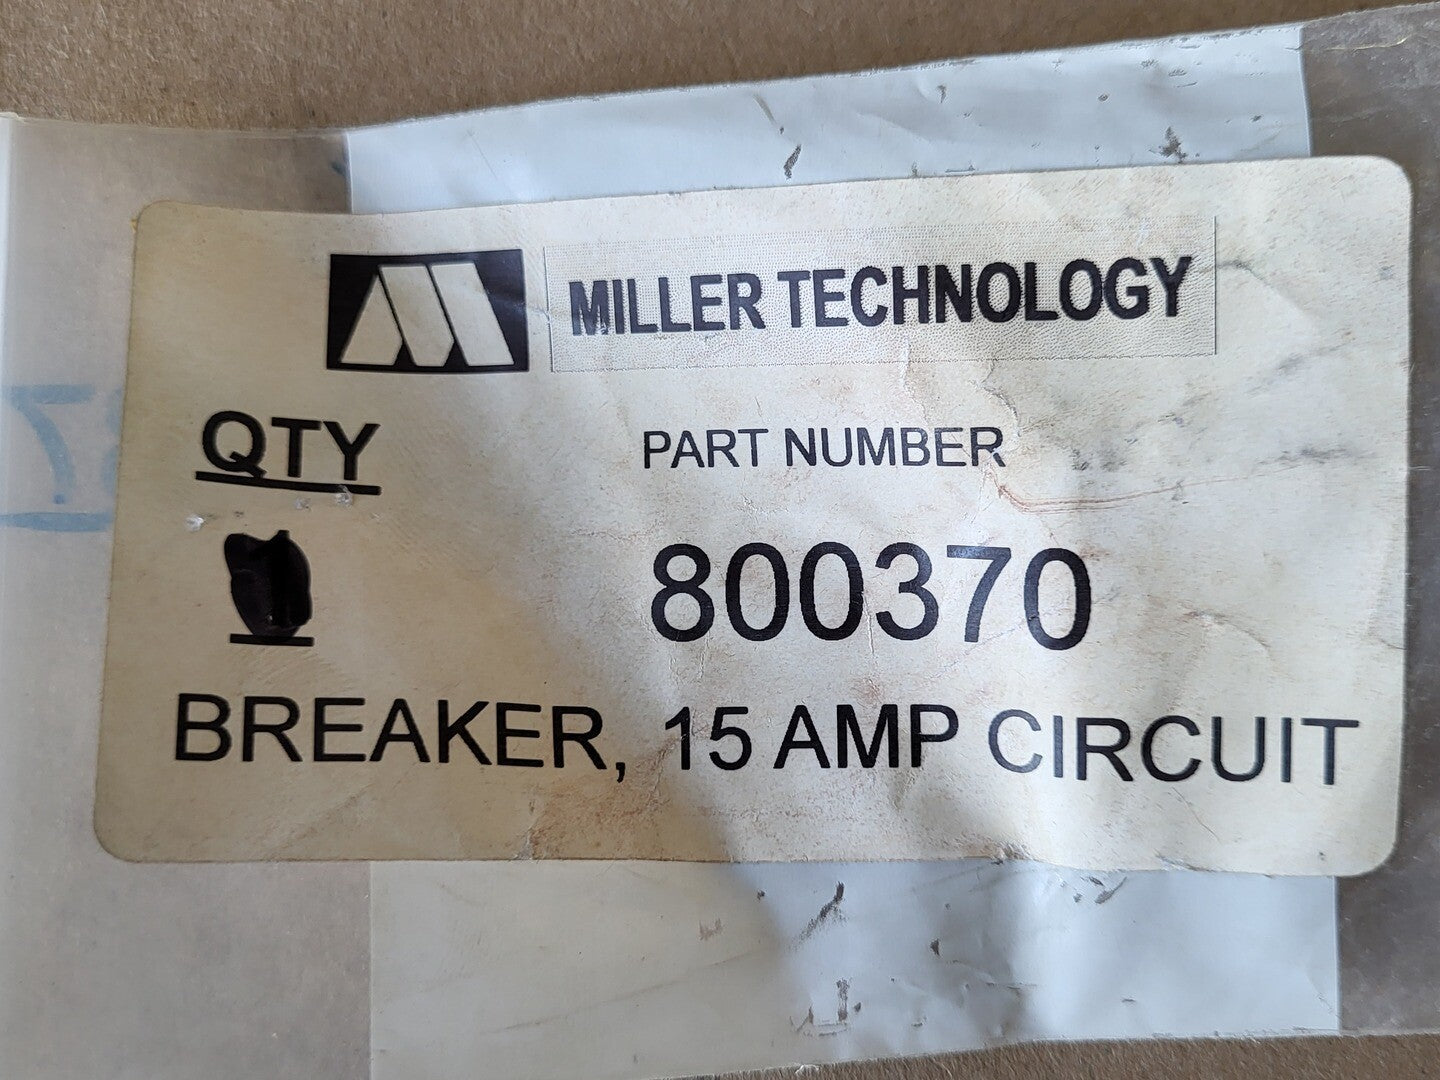 MILLER TECHNOLOGY
QTY
PART NUMBER
800370
BREAKER, 15 AMP CIRCUIT